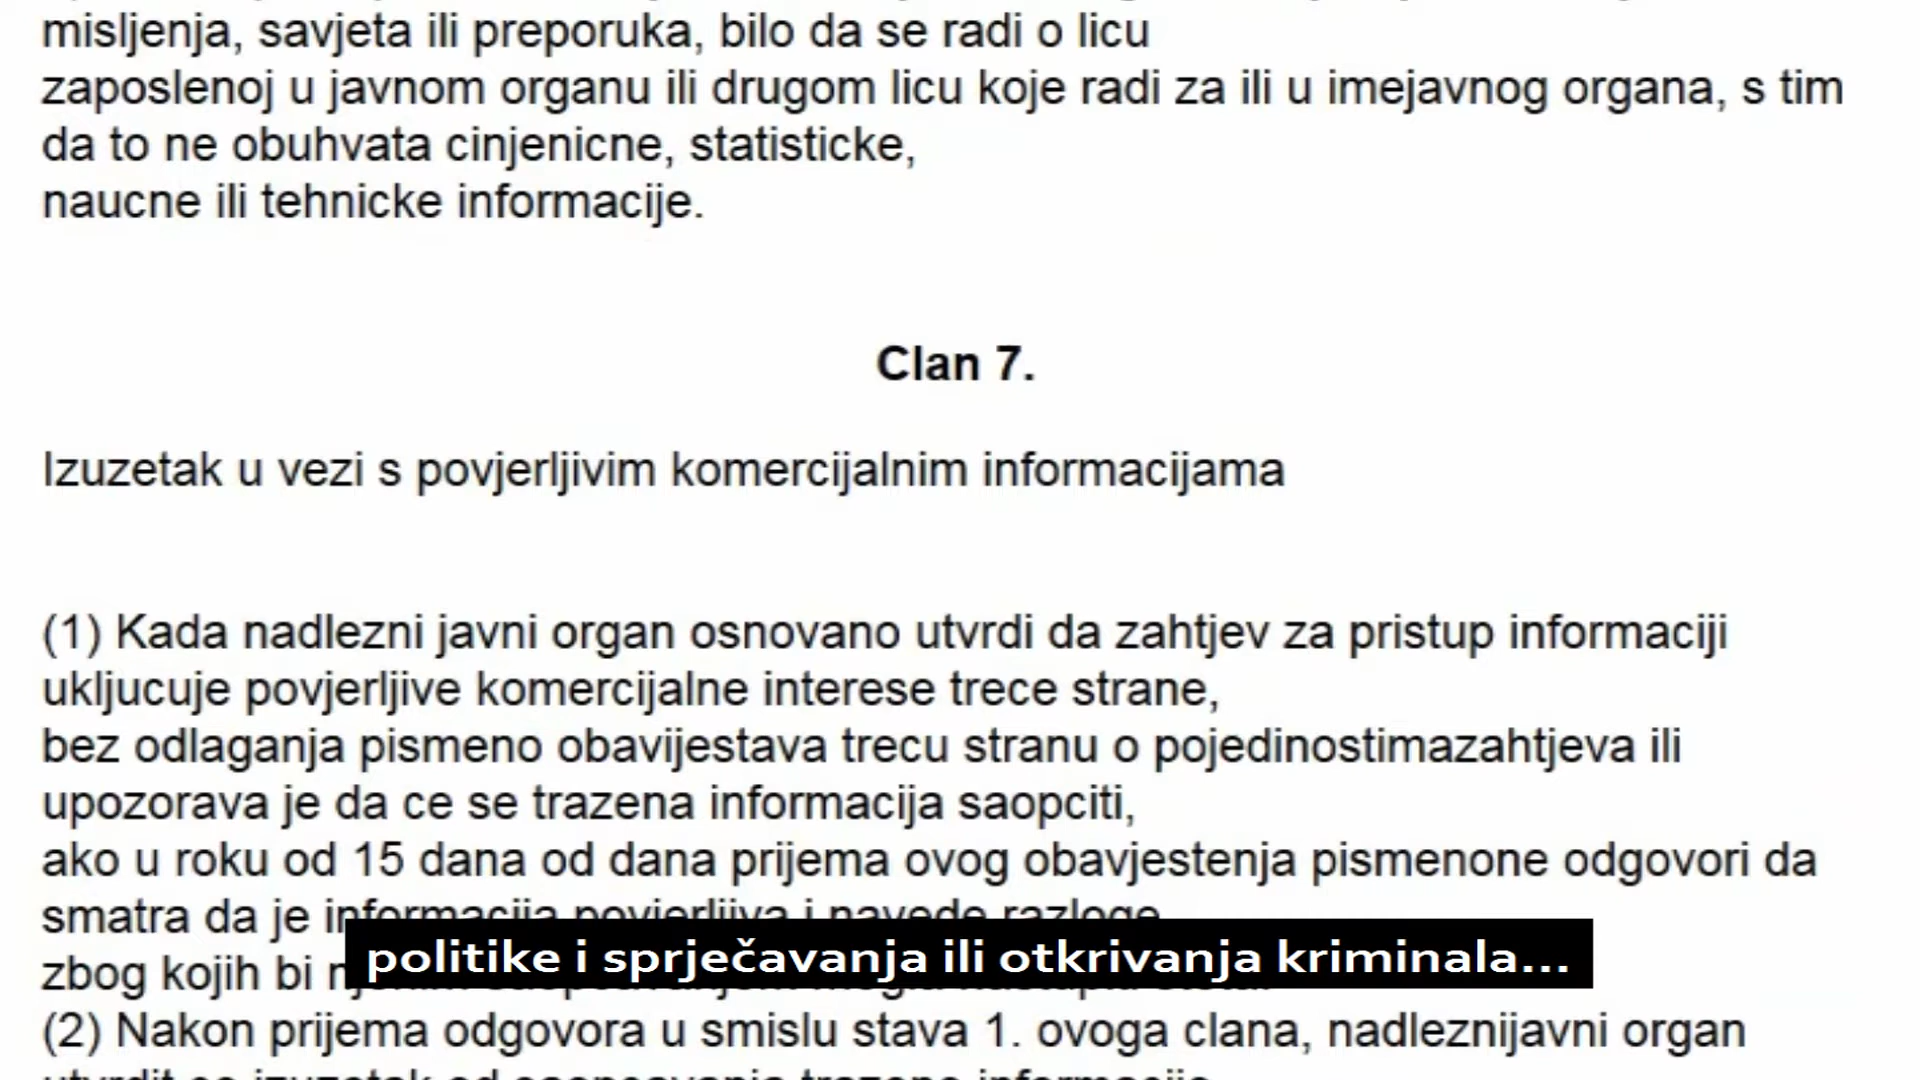 misljenja, savjeta ili preporuka, bilo da se radi o licu
zaposlenoj u javnom organu ili drugom licu koje radi za ili u imejavnog organa, s tim
da to ne obuhvata cinjenicne, statisticke,
naucne ili tehnicke informacije.
Clan 7.
Izuzetak u vezi s povjerljivim komercijalnim informacijama
(1) Kada nadlezni javni organ osnovano utvrdi da zahtjev za pristup informaciji
ukljucuje povjerljive komercijalne interese trece strane,
bez odlaganja pismeno obavijestava trecu stranu o pojedinostimazahtjeva ili
upozorava je da ce se trazena informacija saopciti,
ako u roku od 15 dana od dana prijema ovog obavjestenja pismenone odgovori da
smatra da je informacija povjerljiva i navede razloge
politike i sprječavanja ili otkrivanja kriminala...
zbog kojih bi
(2) Nakon prijema odgovora u smislu stava 1. ovoga clana, nadleznijavni organ